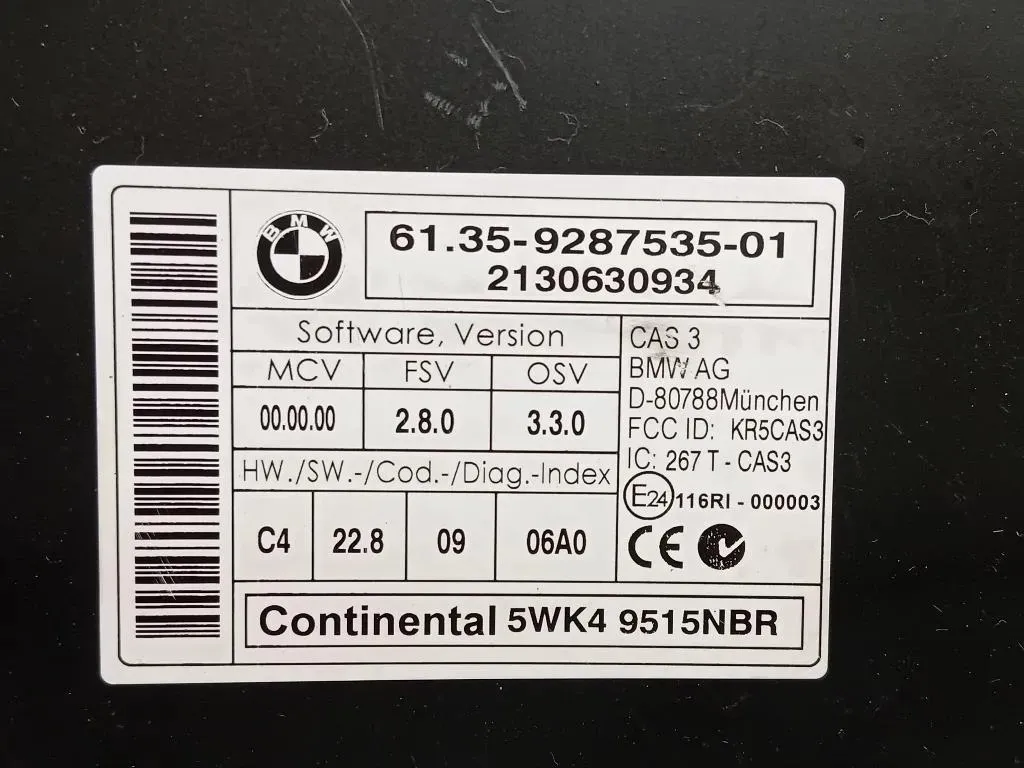 BMW
61.35-9287535-01
2130630934
Software, Version
MCV FSV OSV
00.00.00 2.8.0 3.3.0
HW./SW.-/Cod.-/Diag.-Index
C4 22.8 09 06A0
CAS 3
BMW AG
D-80788München
FCC ID: KR5CAS3
IC: 267 T - CAS3
E24 116RI - 000003
CE
Continental 5WK4 9515NBR